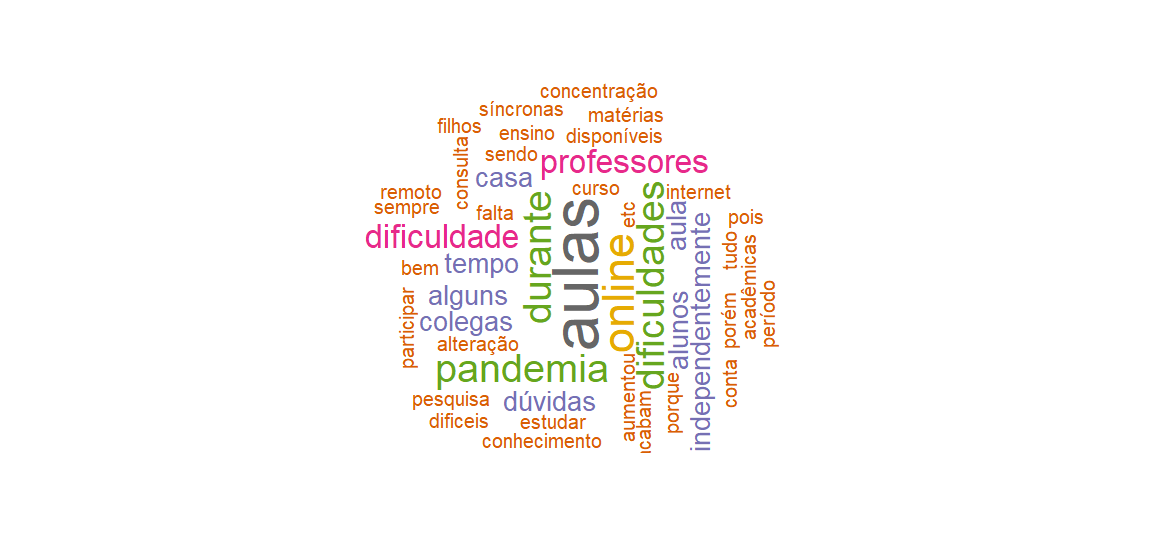 concentração
síncronas
matérias
filhos
ensino
disponíveis
consulta
sendo
professores
casa
curso
internet
remoto
sempre
falta
durante
aulas
etc
dificuldades
aula
pois
dificuldade
online
independentemente
tudo
acadêmicas
bem
tempo
alguns
colegas
participar
alteração
alunos
porém
período
pandemia
aumentou
porque
conta
pesquisa
dúvidas
cabam
dificeis
estudar
conhecimento